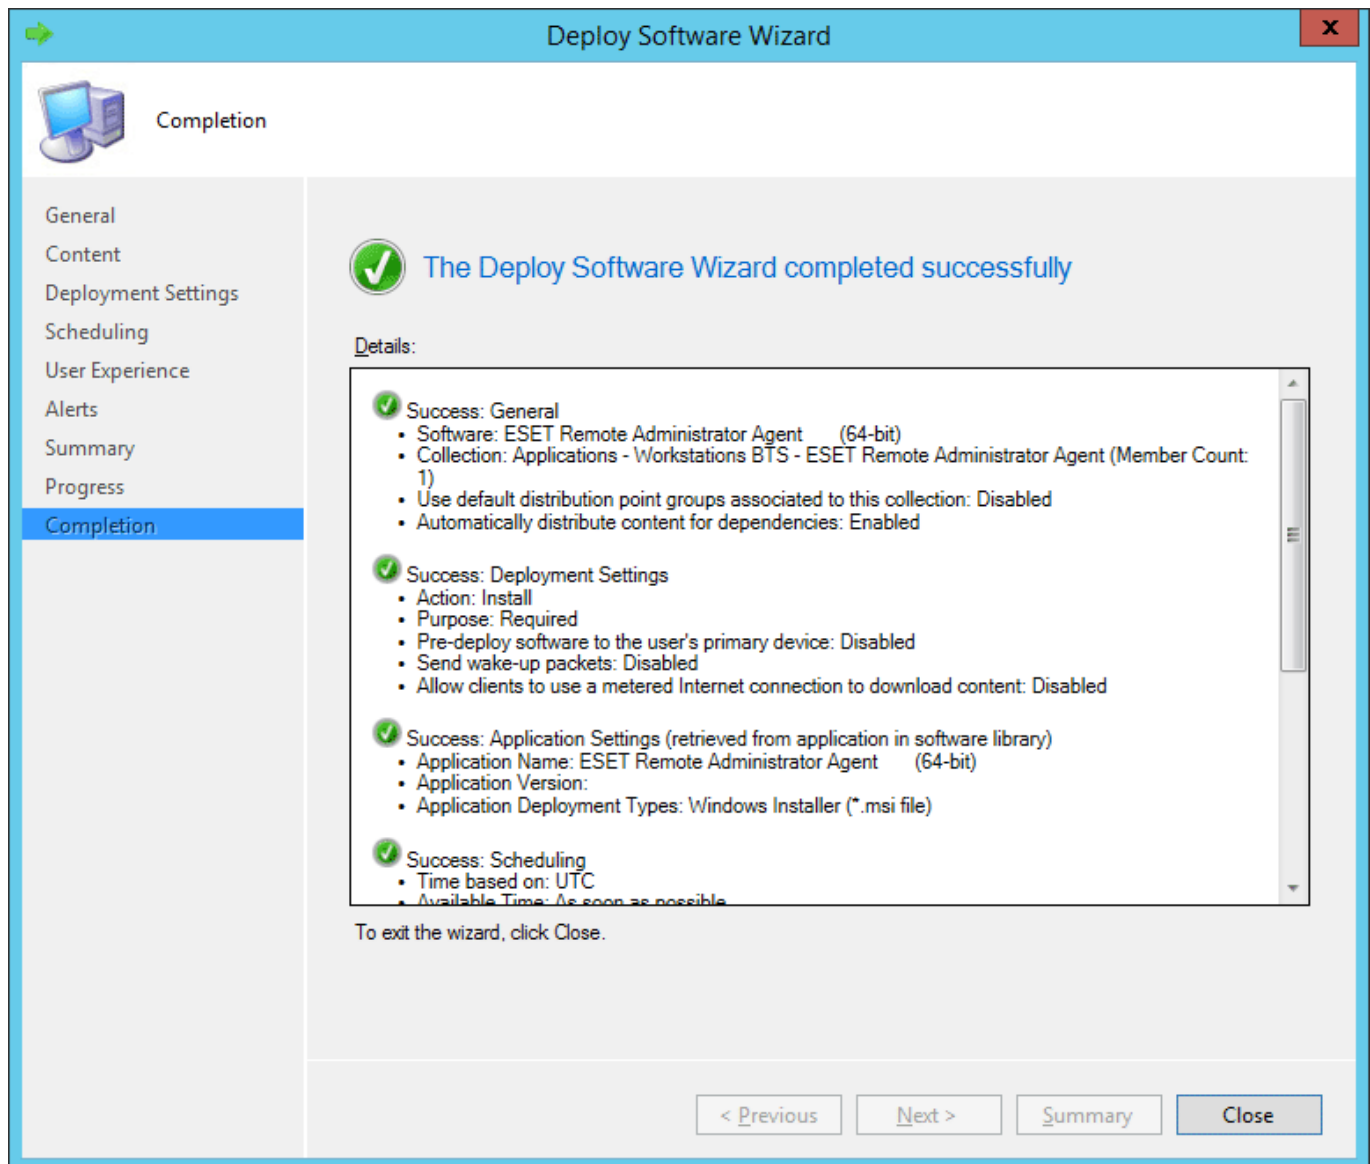 Deploy Software Wizard
X
Completion
General
Content
Deployment Settings
Scheduling
User Experience
Alerts
Summary
Progress
Completion
The Deploy Software Wizard completed successfully
Details:
Success: General
• Software: ESET Remote Administrator Agent (64-bit)
• Collection: Applications - Workstations BTS - ESET Remote Administrator Agent (Member Count:
1)
• Use default distribution point groups associated to this collection: Disabled
• Automatically distribute content for dependencies: Enabled
Success: Deployment Settings
• Action: Install
• Purpose: Required
• Pre-deploy software to the user's primary device: Disabled
• Send wake-up packets: Disabled
• Allow clients to use a metered Internet connection to download content: Disabled
Success: Application Settings (retrieved from application in software library)
• Application Name: ESET Remote Administrator Agent (64-bit)
• Application Version:
• Application Deployment Types: Windows Installer (*.msi file)
Success: Scheduling
• Time based on: UTC
• Available Time: As soon as possible
To exit the wizard, click Close.
< Previous
Next >
Summary
Close